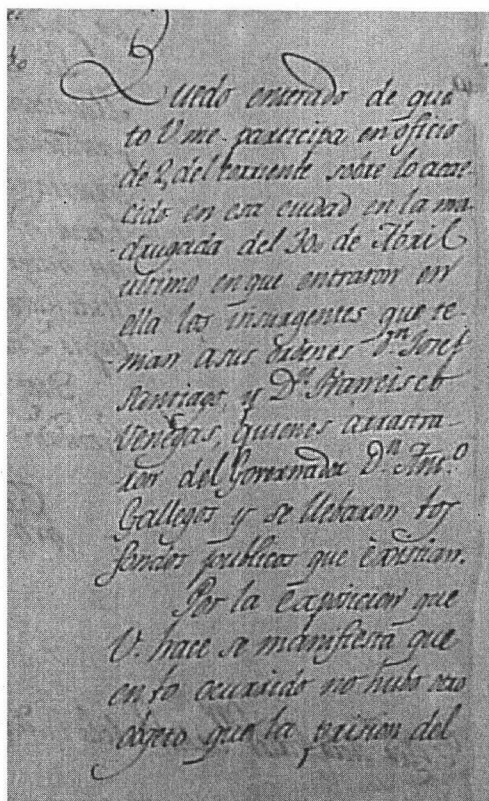 Quedo enterado de quan
to V me participa en oficio
de 2 del corriente sobre lo acae-
cido en esa ciudad en la ma-
drugada del 30 de Abril
ultimo en que entraron en
ella los insurgentes que te-
nian a sus ordenes Dn Josef
Santiago, y Dn Francisco
Venegas, quienes arrastra-
ron del Governador Dn Anto
Gallegos y se llebaron los
fondos publicos que existian.
Por la exposicion que
V. hace se manifiesta que
en lo ocurrido no hubo otro
obgeto que la prision del